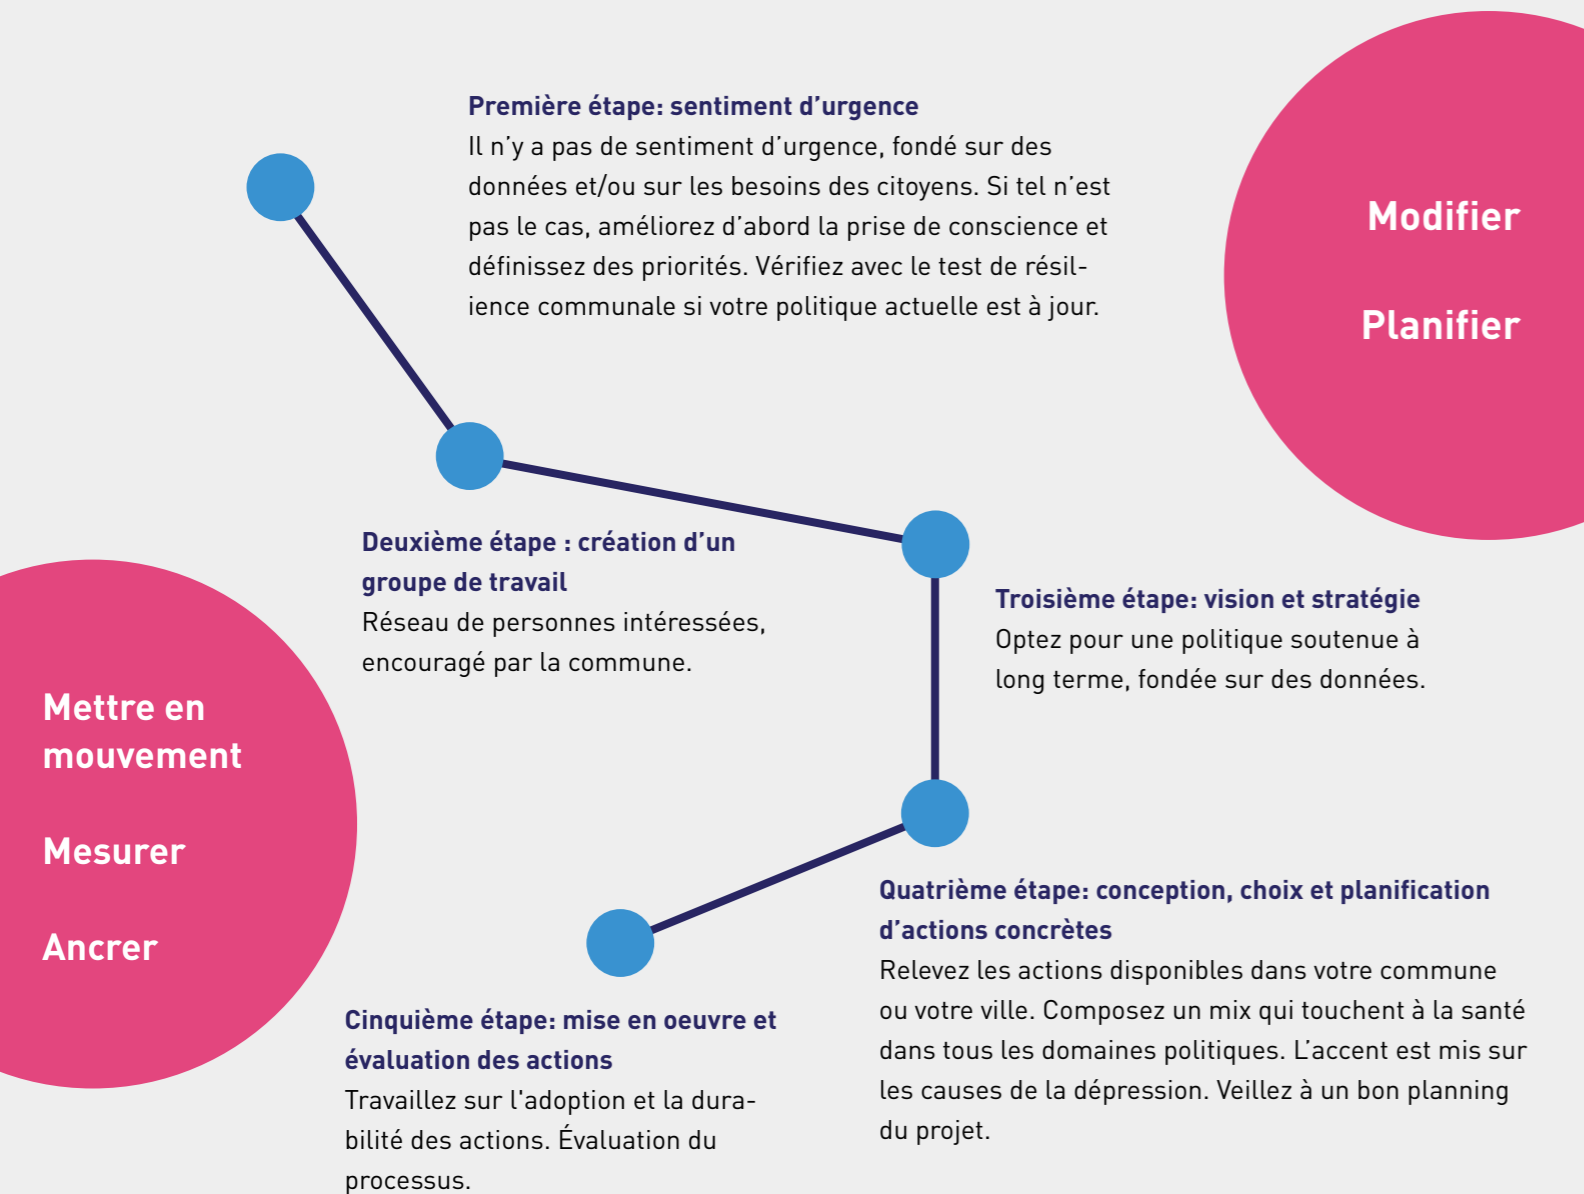 Première étape: sentiment d’urgence
Il n’y a pas de sentiment d’urgence, fondé sur des
données et/ou sur les besoins des citoyens. Si tel n’est
pas le cas, améliorez d’abord la prise de conscience et
définissez des priorités. Vérifiez avec le test de résil-
ience communale si votre politique actuelle est à jour.
Modifier
Planifier
Deuxième étape : création d’un
groupe de travail
Réseau de personnes intéressées,
encouragé par la commune.
Troisième étape: vision et stratégie
Optez pour une politique soutenue à
long terme, fondée sur des données.
Mettre en
mouvement
Mesurer
Ancrer
Quatrième étape: conception, choix et planification
d’actions concrètes
Relevez les actions disponibles dans votre commune
ou votre ville. Composez un mix qui touchent à la santé
dans tous les domaines politiques. L’accent est mis sur
les causes de la dépression. Veillez à un bon planning
du projet.
Cinquième étape: mise en oeuvre et
évaluation des actions
Travaillez sur l'adoption et la dura-
bilité des actions. Évaluation du
processus.